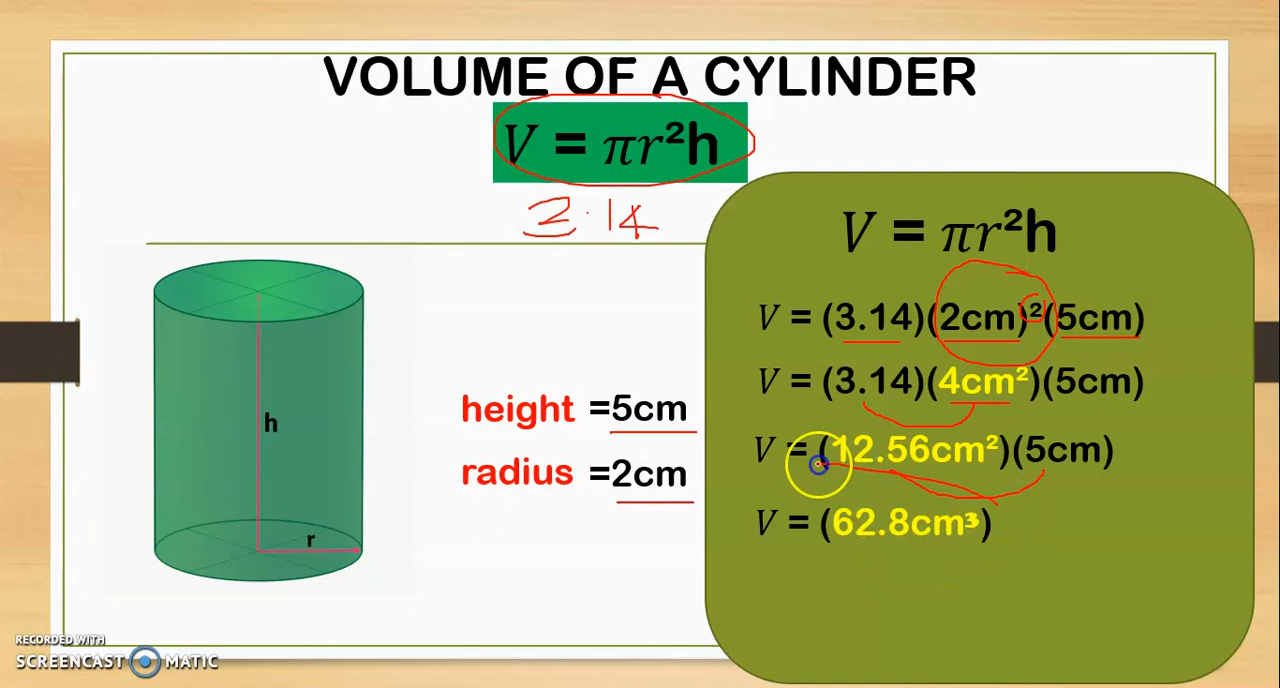 VOLUME OF A CYLINDER
V = πr²h
3.14
V = πr²h
V = (3.14)(2cm)²(5cm)
V = (3.14)(4cm²)(5cm)
V = (12.56cm²)(5cm)
V = (62.8cm³)
h
r
height =5cm
radius =2cm
RECORDED WITH
SCREENCAST MATIC